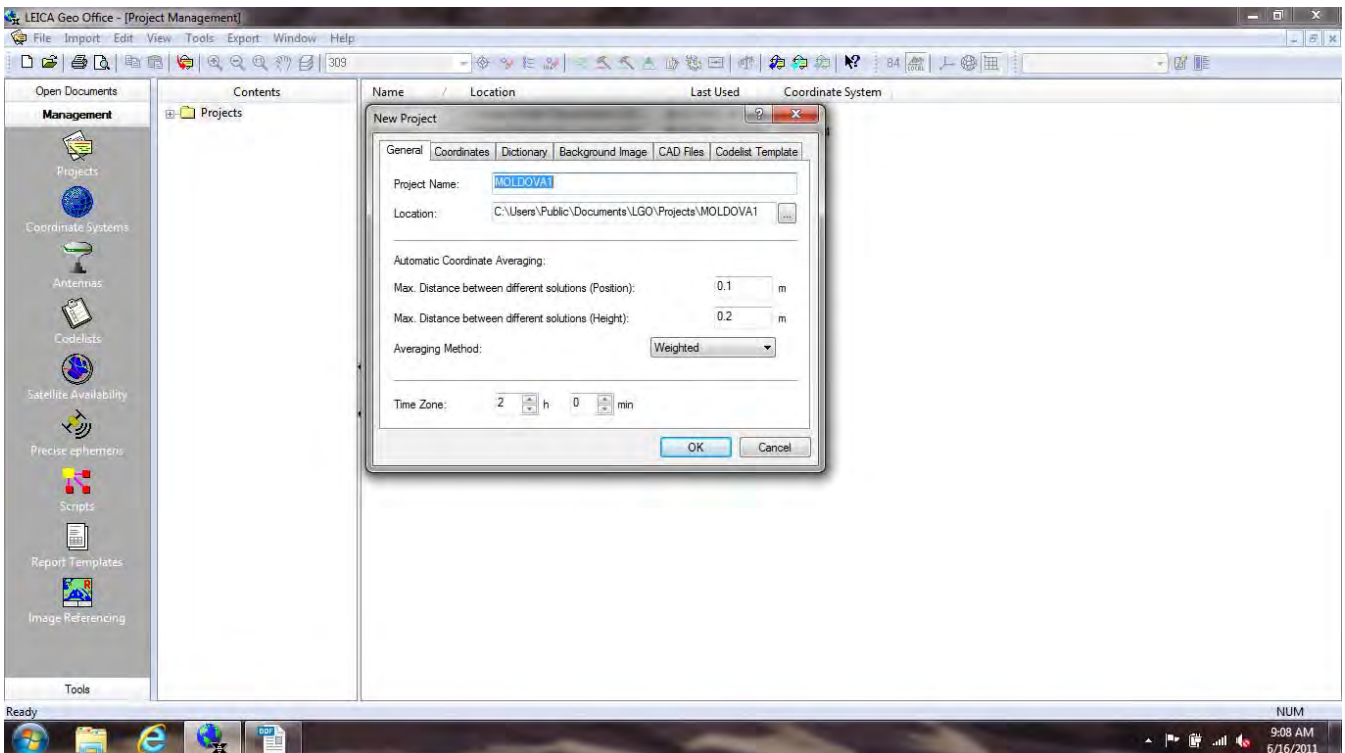 LEICA Geo Office - [Project Management]
File Import Edit View Tools Export Window Help
309
84
Open Documents
Management
Projects
Coordinate Systems
Antennas
Codelists
Satellite Availability
Precise ephemeris
Scripts
Report Templates
Image Referencing
Tools
Contents
Projects
Name / Location Last Used Coordinate System
New Project
General Coordinates Dictionary Background Image CAD Files Codelist Template
Project Name: MOLDOVA1
Location: C:\Users\Public\Documents\LGO\Projects\MOLDOVA1 ...
Automatic Coordinate Averaging:
Max. Distance between different solutions (Position): 0.1 m
Max. Distance between different solutions (Height): 0.2 m
Averaging Method: Weighted
Time Zone: 2 h 0 min
OK Cancel
Ready NUM
PDF
9:08 AM
6/16/2011